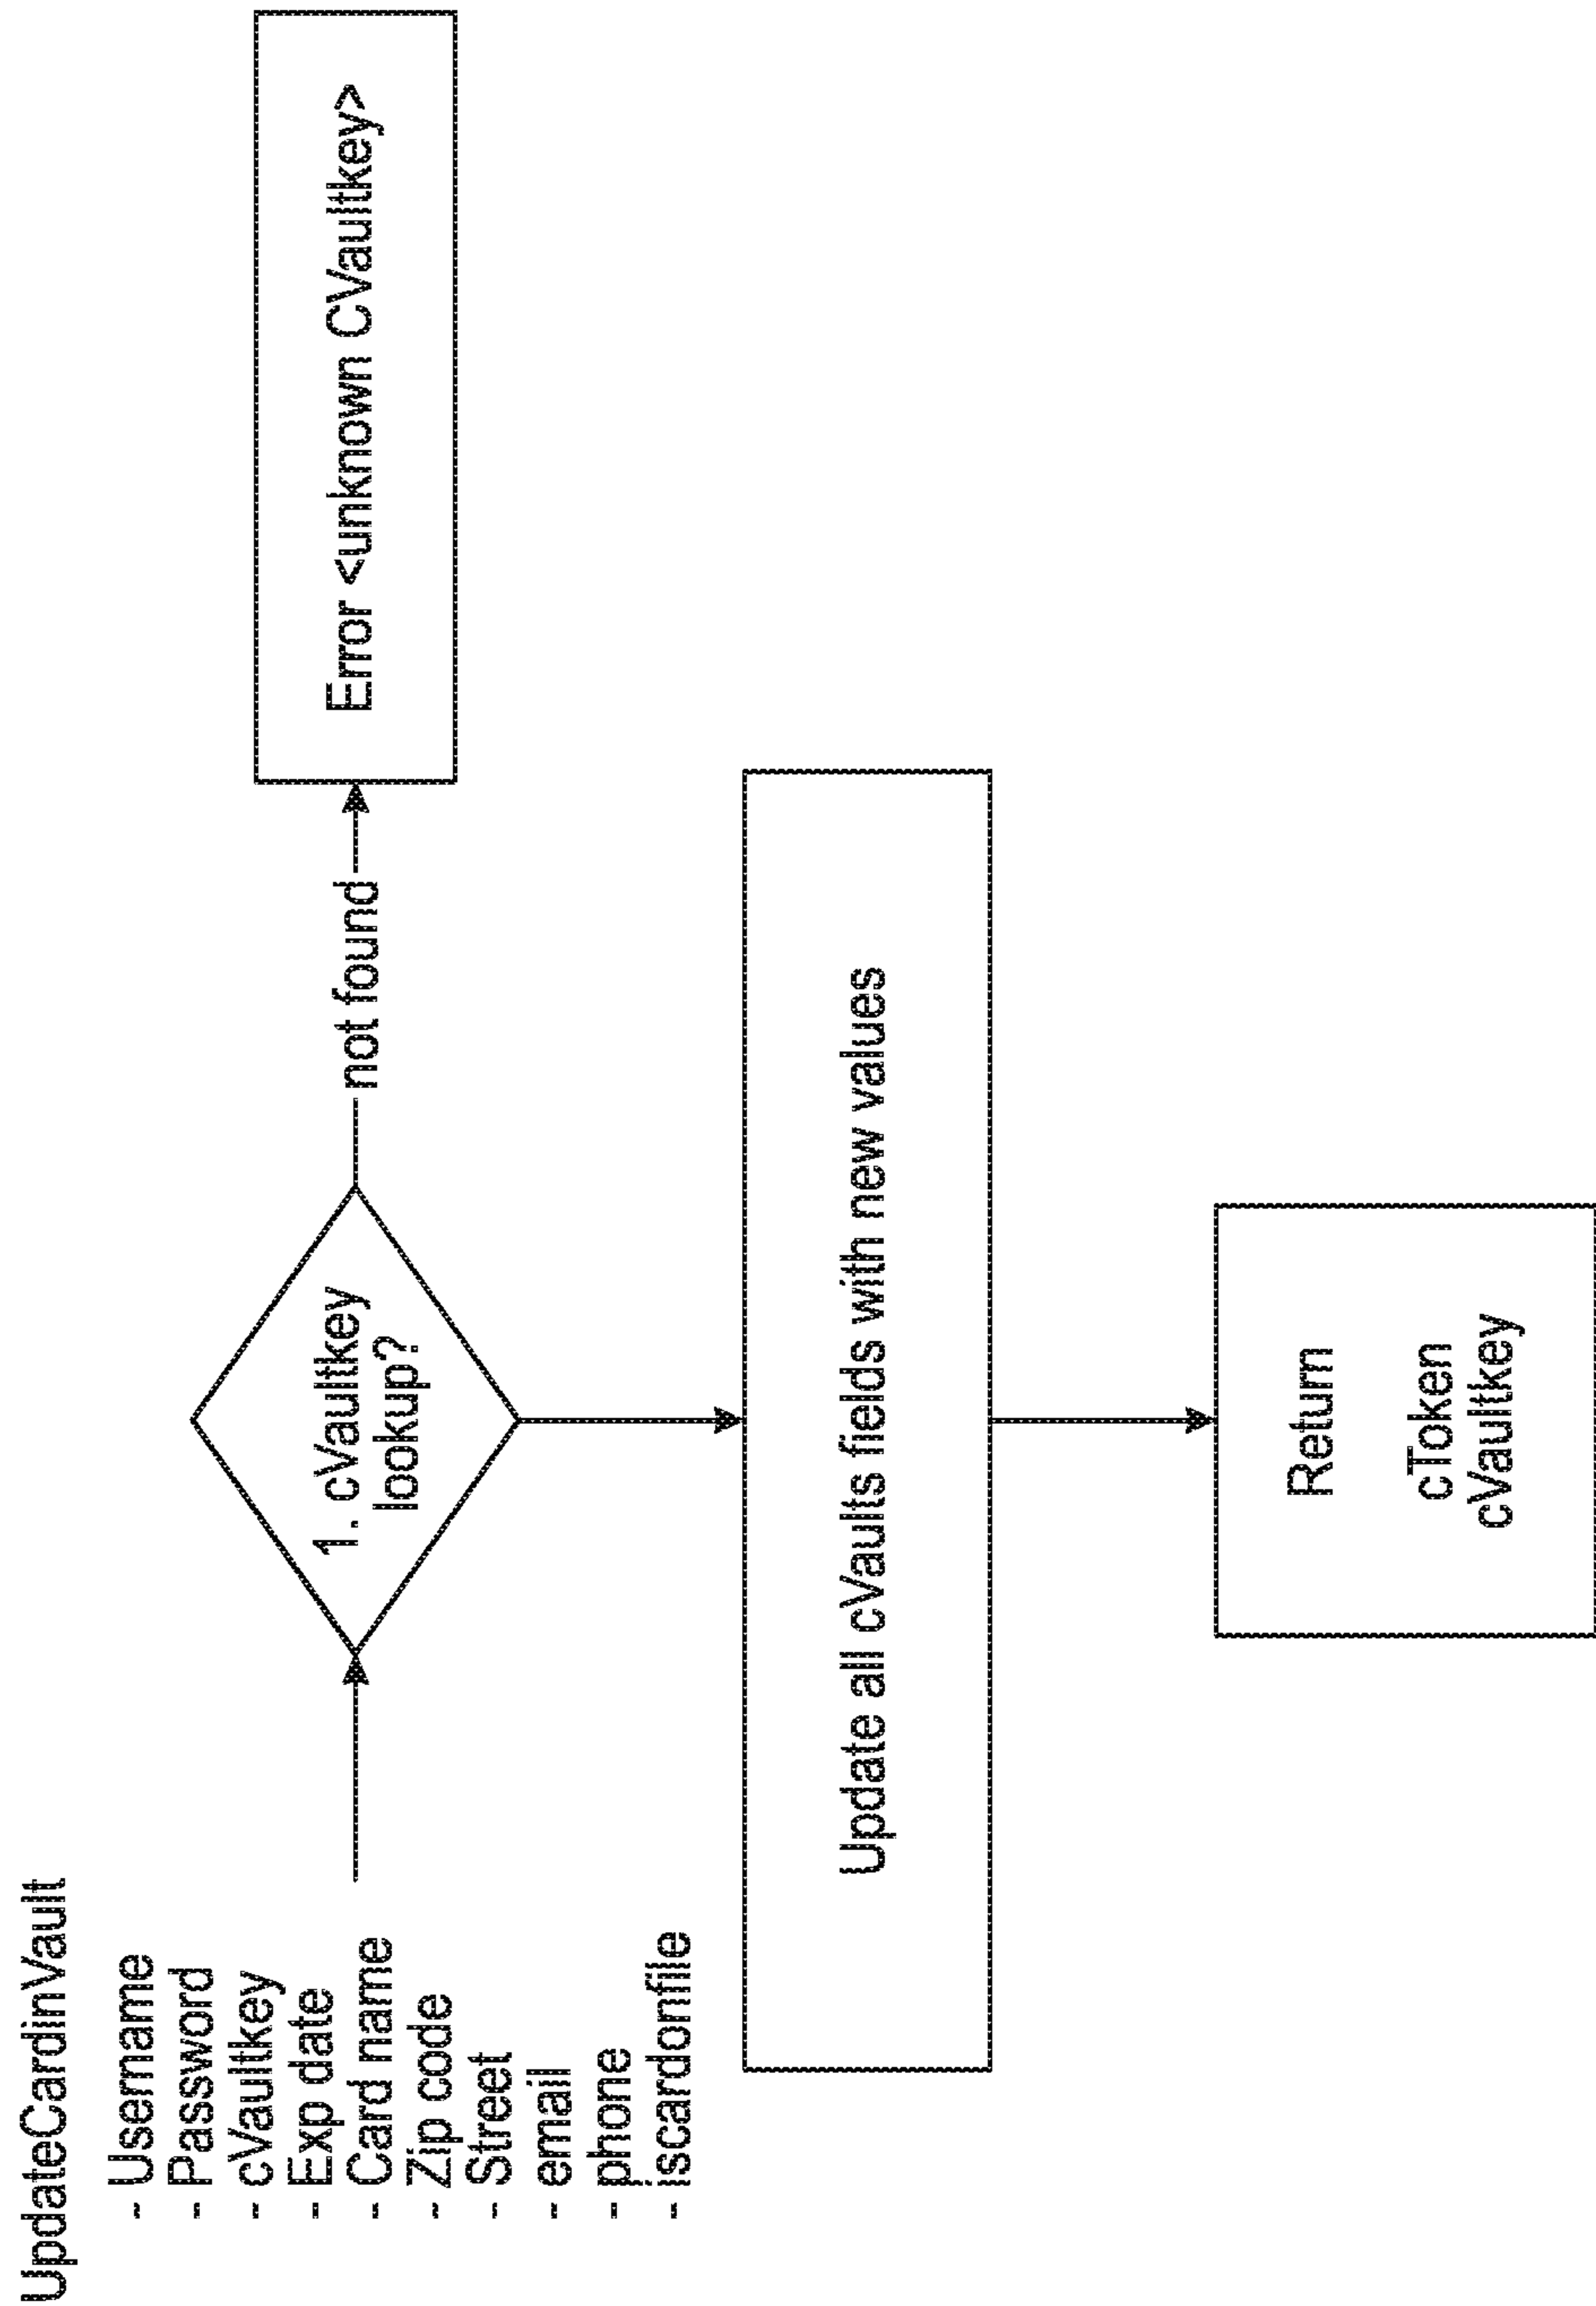 UpdateCardinVault
- Username
- Password
- cVaultkey
- Exp date
- Card name
- Zip code
- Street
- email
- phone
- iscardonfile
1. cVaultkey
lookup?
not found
Error <unknown CVaultkey>
Update all cVaults fields with new values
Return
cToken
cVaultkey